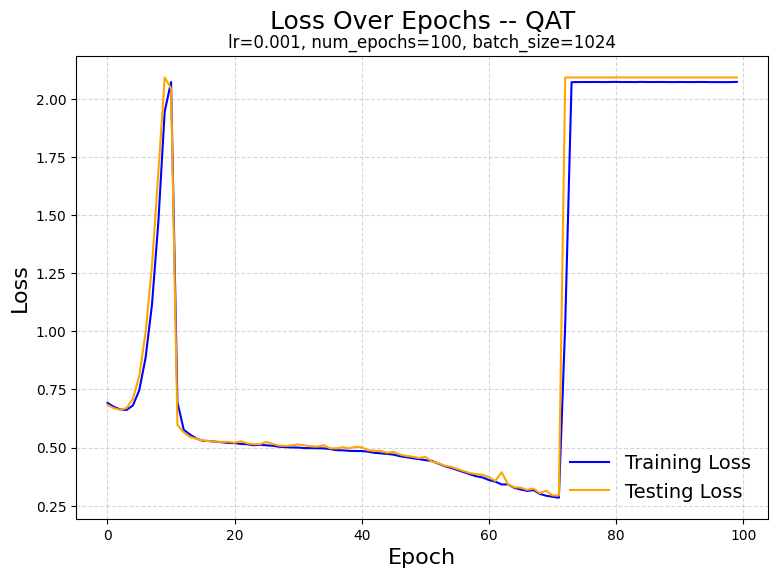 Loss Over Epochs -- QAT
lr=0.001, num_epochs=100, batch_size=1024
Loss
2.00
1.75
1.50
1.25
1.00
0.75
0.50
0.25
Training Loss
Testing Loss
0 20 40 60 80 100
Epoch